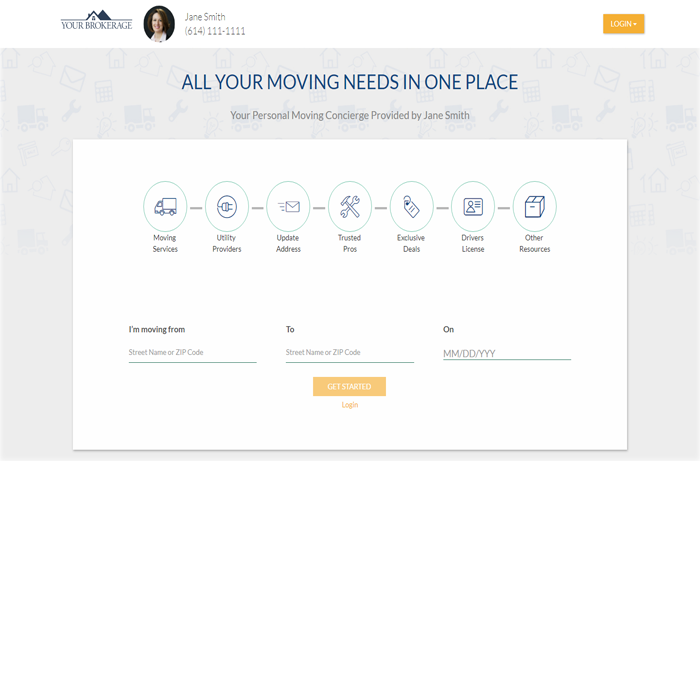 YOUR BROKERAGE
Jane Smith
(614) 111-1111
LOGIN
ALL YOUR MOVING NEEDS IN ONE PLACE
Your Personal Moving Concierge Provided by Jane Smith
Moving
Services
Utility
Providers
Update
Address
Trusted
Pros
Exclusive
Deals
Drivers
License
Other
Resources
I'm moving from
To
On
Street Name or ZIP Code
Street Name or ZIP Code
MM/DD/YYY
GET STARTED
Login